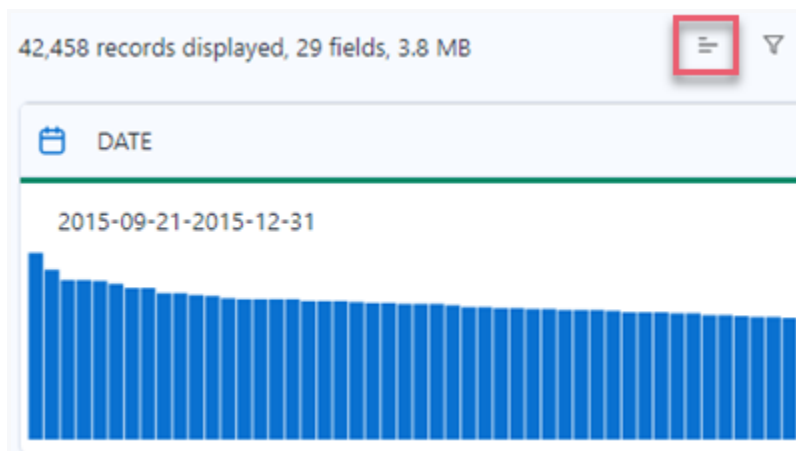 42,458 records displayed, 29 fields, 3.8 MB
DATE
2015-09-21-2015-12-31